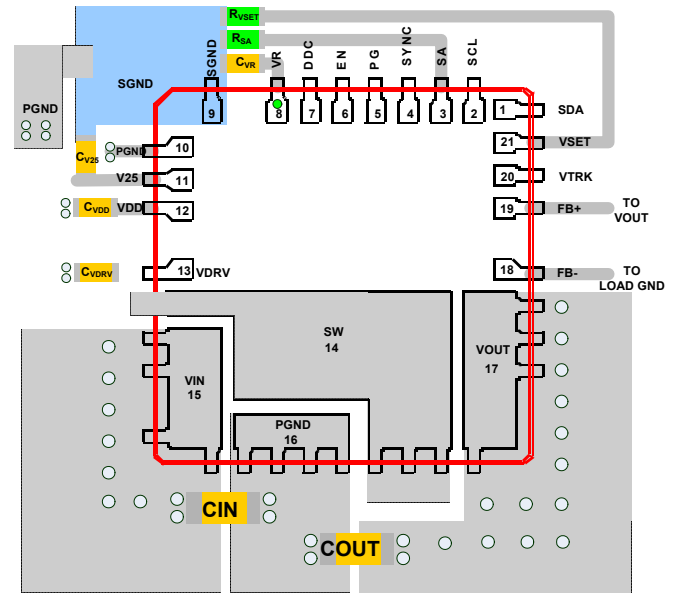 RVSET
RSA
CVR
SGND
SGND
VR
DDC
EN
PG
SYNC
SA
SCL
PGND
9
8
7
6
5
4
3
2
1
SDA
CV25
PGND
10
21
VSET
V25
11
20
VTRK
CVDD
VDD
12
19
FB+
TO
VOUT
CVDRV
13
VDRV
18
FB-
TO
LOAD GND
SW
14
VIN
15
VOUT
17
PGND
16
CIN
COUT